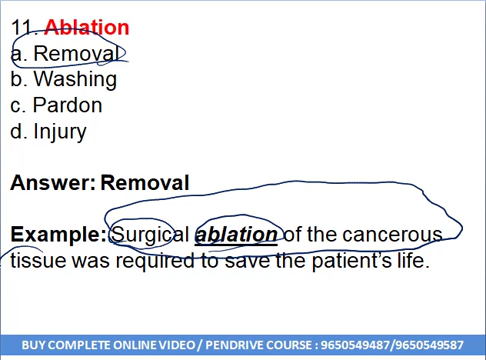 11. Ablation
a. Removal
b. Washing
c. Pardon
d. Injury
Answer: Removal
Example: Surgical ablation of the cancerous
tissue was required to save the patient's life.
BUY COMPLETE ONLINE VIDEO / PENDRIVE COURSE : 9650549487/9650549587